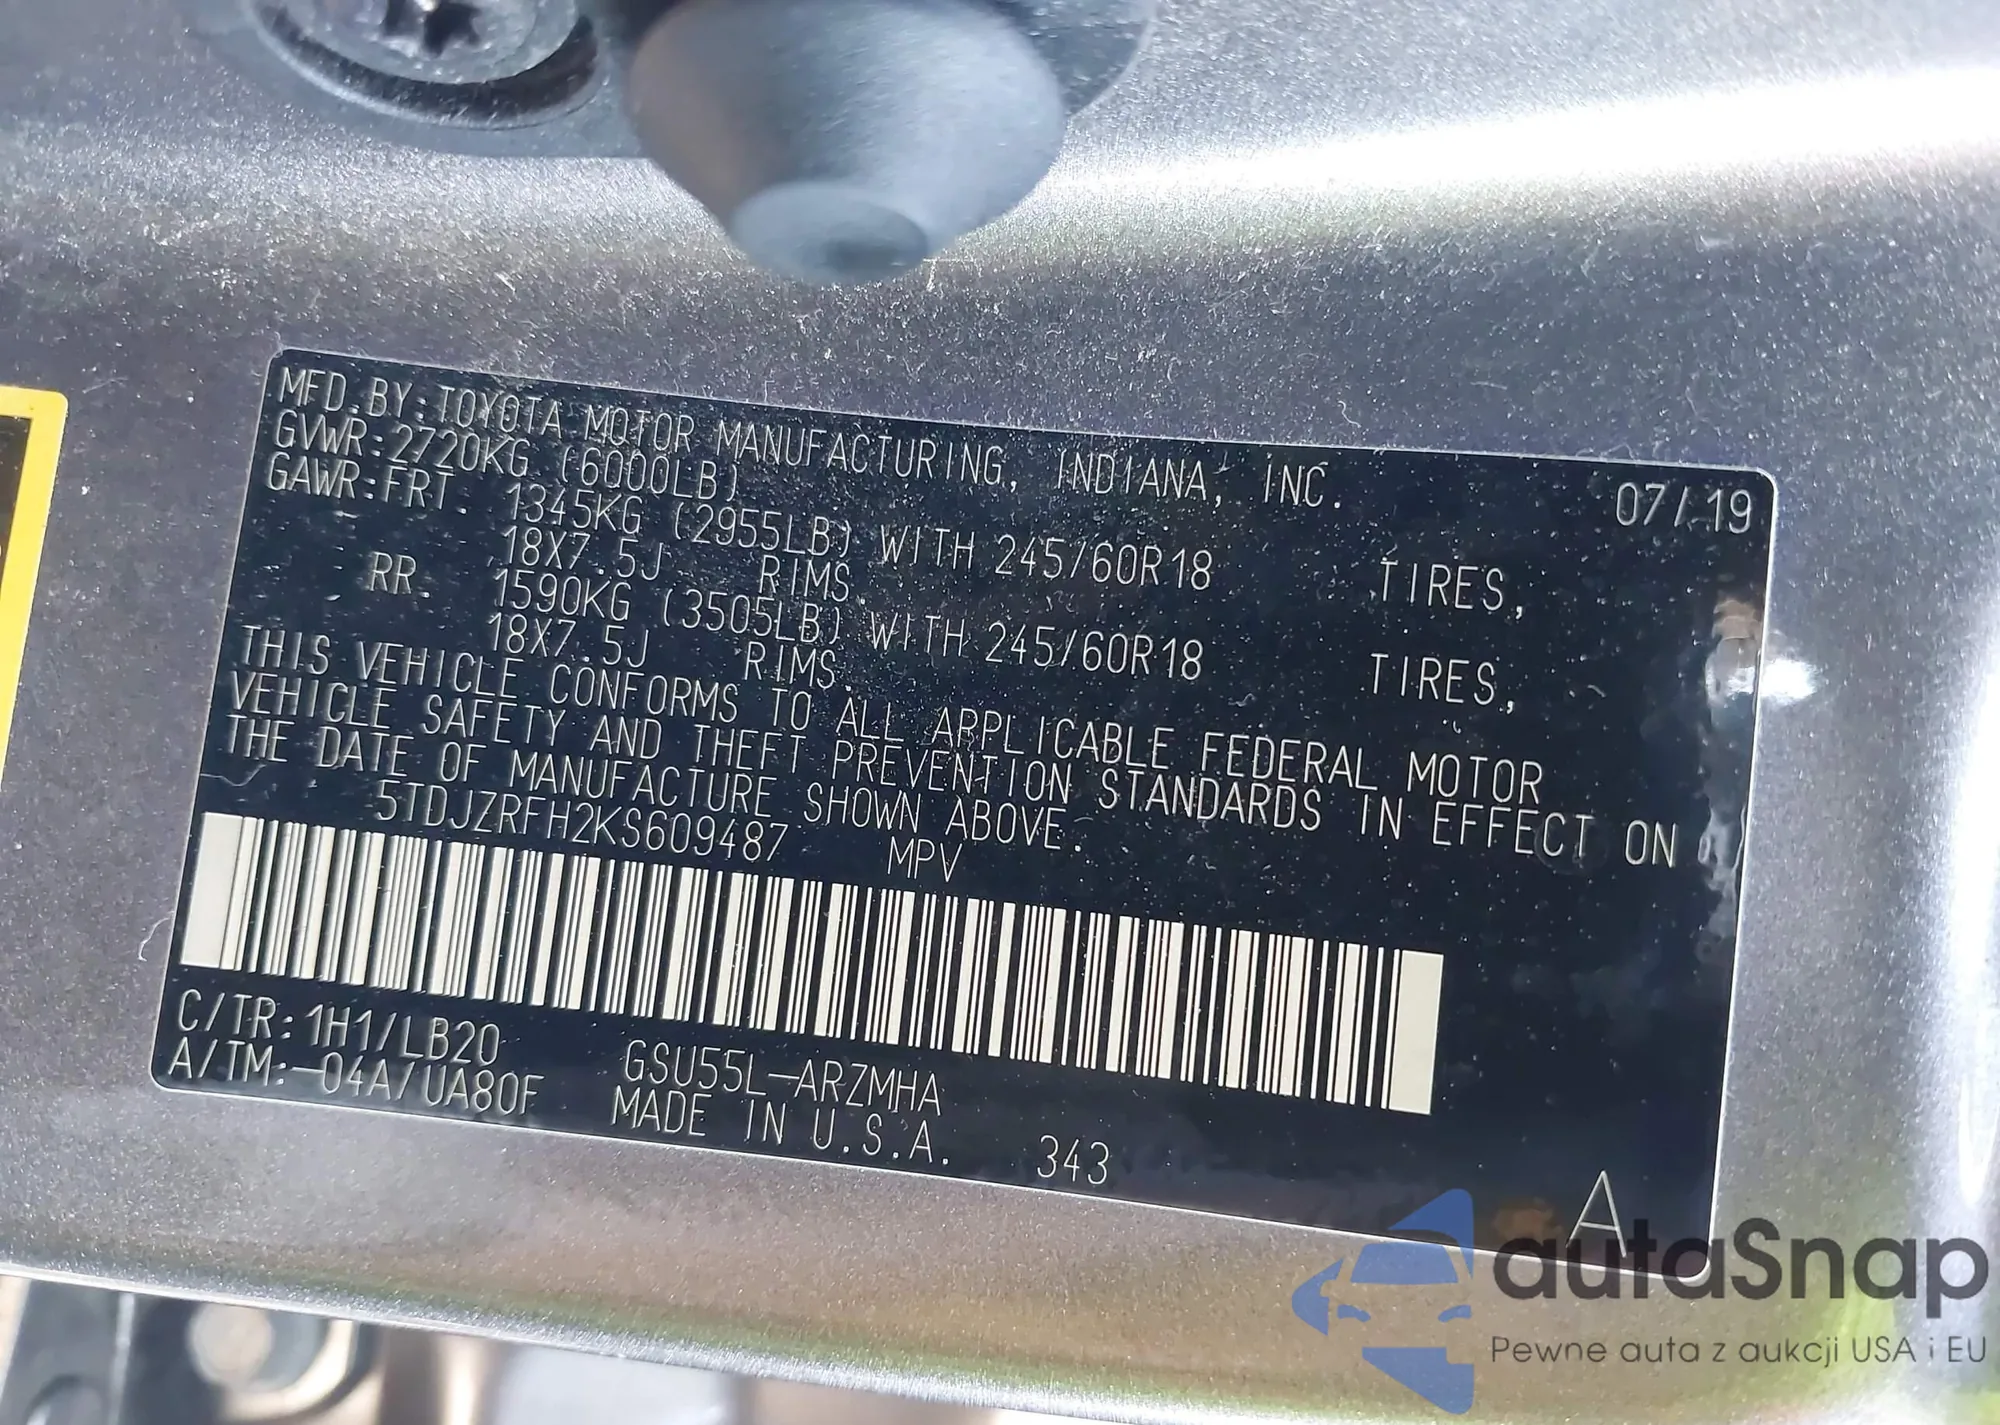 MFD.BY:TOYOTA MOTOR MANUFACTURING, INDIANA, INC. 07/19
GVWR:2720KG (6000LB)
GAWR:FRT. 1345KG (2955LB) WITH 245/60R18 TIRES,
18X7.5J RIMS.
RR. 1590KG (3505LB) WITH 245/60R18 TIRES,
18X7.5J RIMS.
THIS VEHICLE CONFORMS TO ALL APPLICABLE FEDERAL MOTOR
VEHICLE SAFETY AND THEFT PREVENTION STANDARDS IN EFFECT ON
THE DATE OF MANUFACTURE SHOWN ABOVE.
5TDJZRFH2KS609487 MPV
C/TR:1H1/LB20 GSU55L-ARZMHA
A/TM:-04A/UA80F MADE IN U.S.A. 343
A
autaSnap
Pewne auta z aukcji USA i EU